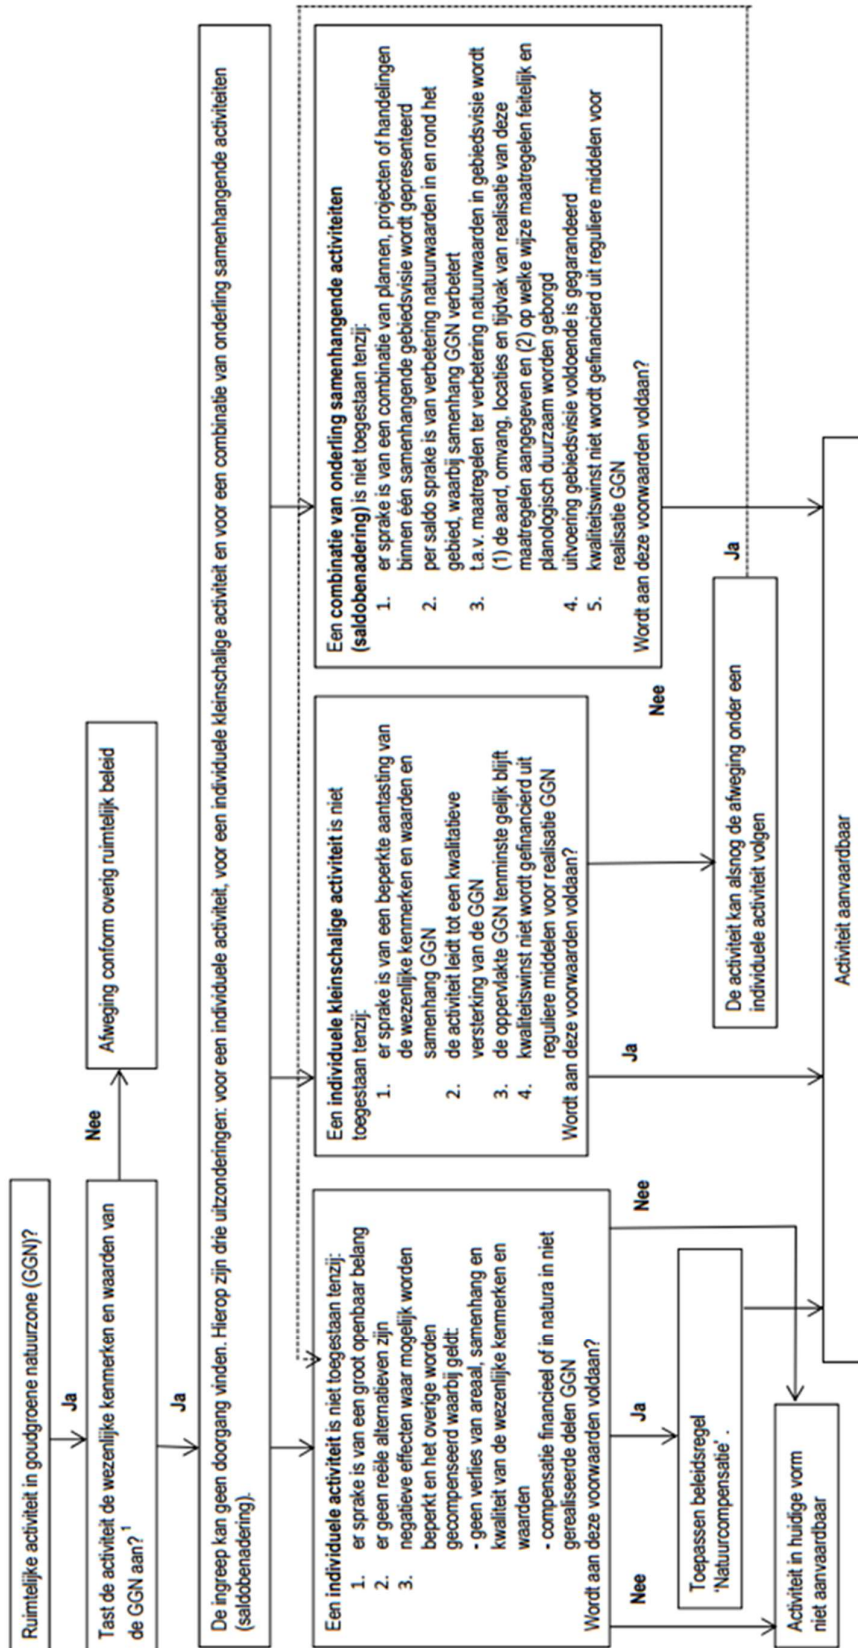 Ruimtelijke activiteit in goudgroene natuurzone (GGN)?
Ja
Tast de activiteit de wezenlijke kenmerken en waarden van
de GGN aan? 1
Nee
Afweging conform overig ruimtelijk beleid
Ja
De ingreep kan geen doorgang vinden. Hierop zijn drie uitzonderingen: voor een individuele activiteit, voor een individuele kleinschalige activiteit en voor een combinatie van onderling samenhangende activiteiten
(saldobenadering).
Een individuele activiteit is niet toegestaan tenzij:
1. er sprake is van een groot openbaar belang
2. er geen reële alternatieven zijn
3. negatieve effecten waar mogelijk worden
beperkt en het overige worden
gecompenseerd waarbij geldt:
- geen verlies van areaal, samenhang en
kwaliteit van de wezenlijke kenmerken en
waarden
- compensatie financieel of in natura in niet
gerealiseerde delen GGN
Wordt aan deze voorwaarden voldaan?
Nee
Ja
Nee
Toepassen beleidsregel
'Natuurcompensatie' .
Activiteit in huidige vorm
niet aanvaardbaar
Een individuele kleinschalige activiteit is niet
toegestaan tenzij:
1. er sprake is van een beperkte aantasting van
de wezenlijke kenmerken en waarden en
samenhang GGN
2. de activiteit leidt tot een kwalitatieve
versterking van de GGN
3. de oppervlakte GGN tenminste gelijk blijft
4. kwaliteitswinst niet wordt gefinancierd uit
reguliere middelen voor realisatie GGN
Wordt aan deze voorwaarden voldaan?
Ja
Nee
De activiteit kan alsnog de afweging onder een
individuele activiteit volgen
Een combinatie van onderling samenhangende activiteiten
(saldobenadering) is niet toegestaan tenzij:
1. er sprake is van een combinatie van plannen, projecten of handelingen
binnen één samenhangende gebiedsvisie wordt gepresenteerd
2. per saldo sprake is van verbetering natuurwaarden in en rond het
gebied, waarbij samenhang GGN verbetert
3. t.a.v. maatregelen ter verbetering natuurwaarden in gebiedsvisie wordt
(1) de aard, omvang, locaties en tijdvak van realisatie van deze
maatregelen aangegeven en (2) op welke wijze maatregelen feitelijk en
planologisch duurzaam worden geborgd
4. uitvoering gebiedsvisie voldoende is gegarandeerd
5. kwaliteitswinst niet wordt gefinancierd uit reguliere middelen voor
realisatie GGN
Wordt aan deze voorwaarden voldaan?
Ja
Activiteit aanvaardbaar